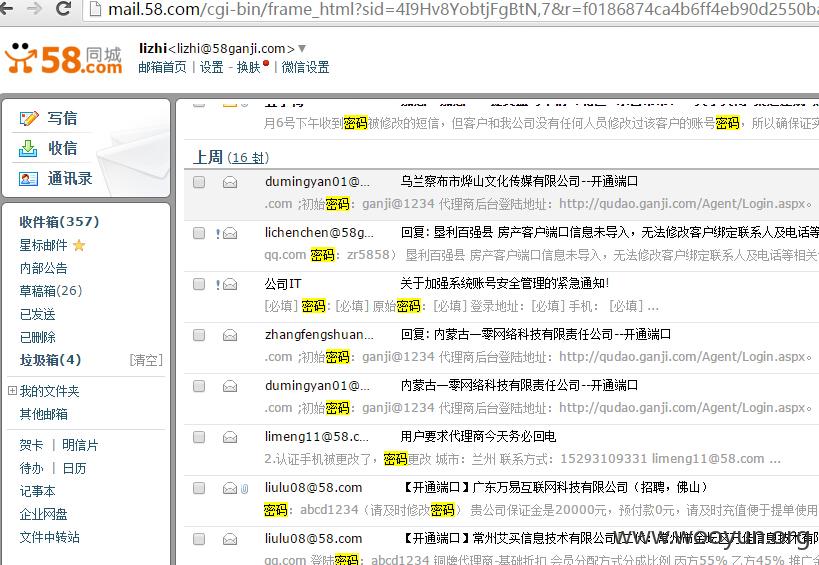 mail.58.com/cgi-bin/frame_html?sid=4I9Hv8YobtjFgBtN,7&r=f0186874ca4b6ff4eb90d2550ba
58同城
.com
lizhi<lizhi@58ganji.com>
邮箱首页 | 设置 - 换肤 | 微信设置
写信
收信
通讯录
收件箱(357)
星标邮件
内部公告
草稿箱(26)
已发送
已删除
垃圾箱(4) [清空]
我的文件夹
其他邮箱
贺卡 | 明信片
待办 | 日历
记事本
企业网盘
文件中转站
月6号下午收到密码被修改的短信，但客户和我公司没有任何人员修改过该客户的账号密码，所以确保证实
上周 (16 封)
dumingyan01@... 乌兰察布市烨山文化传媒有限公司--开通端口
.com ;初始密码：ganji@1234 代理商后台登陆地址：http://qudao.ganji.com/Agent/Login.aspx。
lichenchen@58g... 回复: 垦利百强县 房产客户端口信息未导入，无法修改客户绑定联系人及电话等
qq.com 密码：zr5858） 垦利百强县 房产客户端口信息未导入，无法修改客户绑定联系人及电话等相关
公司IT 关于加强系统账号安全管理的紧急通知！
[必填] 密码：[必填] 原始密码：[必填] 登录地址：[必填] 手机： [必填] ...
zhangfengshuan... 回复: 内蒙古一零网络科技有限责任公司--开通端口
.com ;初始密码：ganji@1234 代理商后台登陆地址：http://qudao.ganji.com/Agent/Login.aspx。
dumingyan01@... 内蒙古一零网络科技有限责任公司--开通端口
.com ;初始密码：ganji@1234 代理商后台登陆地址：http://qudao.ganji.com/Agent/Login.aspx。
limeng11@58.c... 用户要求代理商今天务必回电
2.认证手机被更改了，密码更改 城市：兰州 联系方式：15293109331 limeng11@58.com ...
liulu08@58.com 【开通端口】广东万易互联网科技有限公司（招聘，佛山）
密码：abcd1234（请及时修改密码） 贵公司保证金是20000元，预付款0元，请及时充值便于提单使用
liulu08@58.com 【开通端口】常州艾买信息技术有限公司
qq.com 登陆密码：abcd1234 铜牌代理商-基础折扣 会员分配方式分成比例 丙方55% 乙方45% 推广金
www.wooyun.org